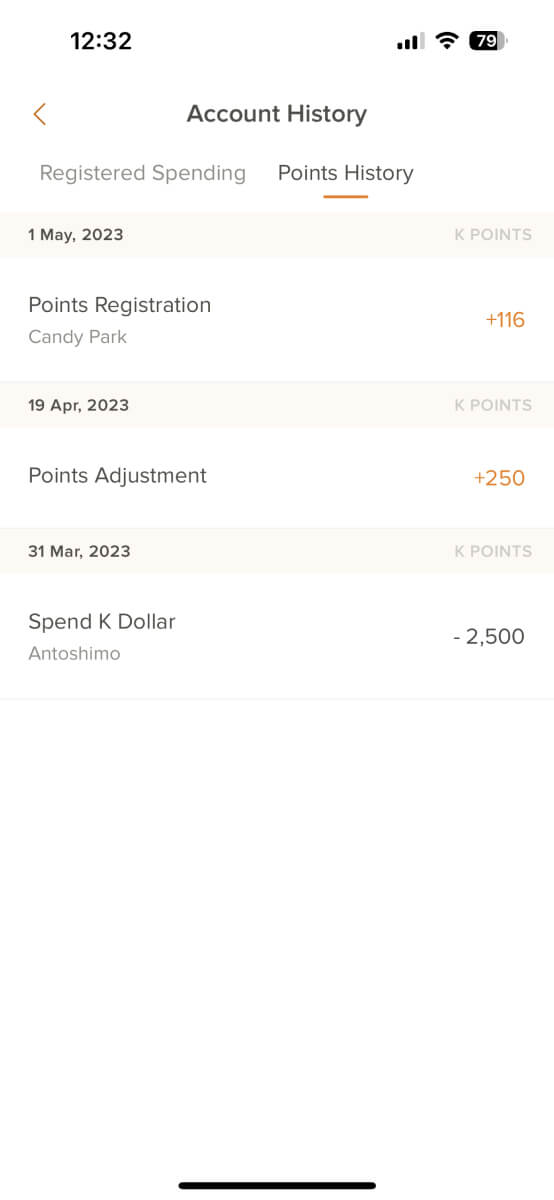 12:32
79
Account History
Registered Spending Points History
1 May, 2023 K POINTS
Points Registration
+116
Candy Park
19 Apr, 2023 K POINTS
Points Adjustment +250
31 Mar, 2023 K POINTS
Spend K Dollar
- 2,500
Antoshimo